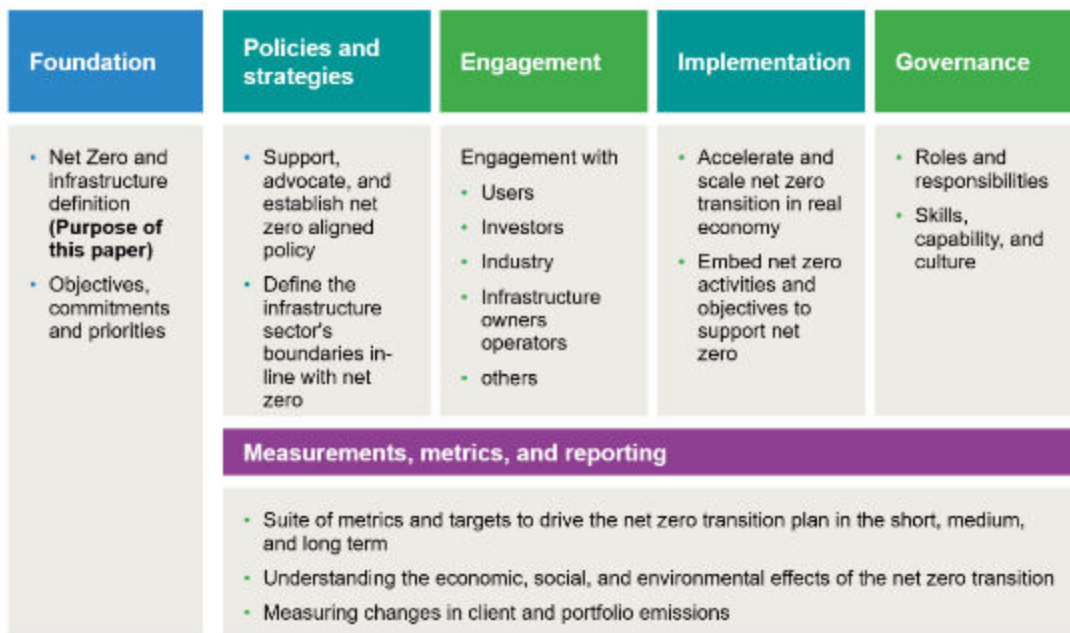 Foundation
• Net Zero and
infrastructure
definition
(Purpose of
this paper)
• Objectives,
commitments
and priorities
Policies and
strategies
• Support,
advocate, and
establish net
zero aligned
policy
• Define the
infrastructure
sector's
boundaries in-
line with net
zero
Engagement
Engagement with
• Users
• Investors
• Industry
• Infrastructure
owners
operators
• others
Implementation
• Accelerate and
scale net zero
transition in real
economy
• Embed net zero
activities and
objectives to
support net
zero
Governance
• Roles and
responsibilities
• Skills,
capability, and
culture
Measurements, metrics, and reporting
• Suite of metrics and targets to drive the net zero transition plan in the short, medium,
and long term
• Understanding the economic, social, and environmental effects of the net zero transition
• Measuring changes in client and portfolio emissions